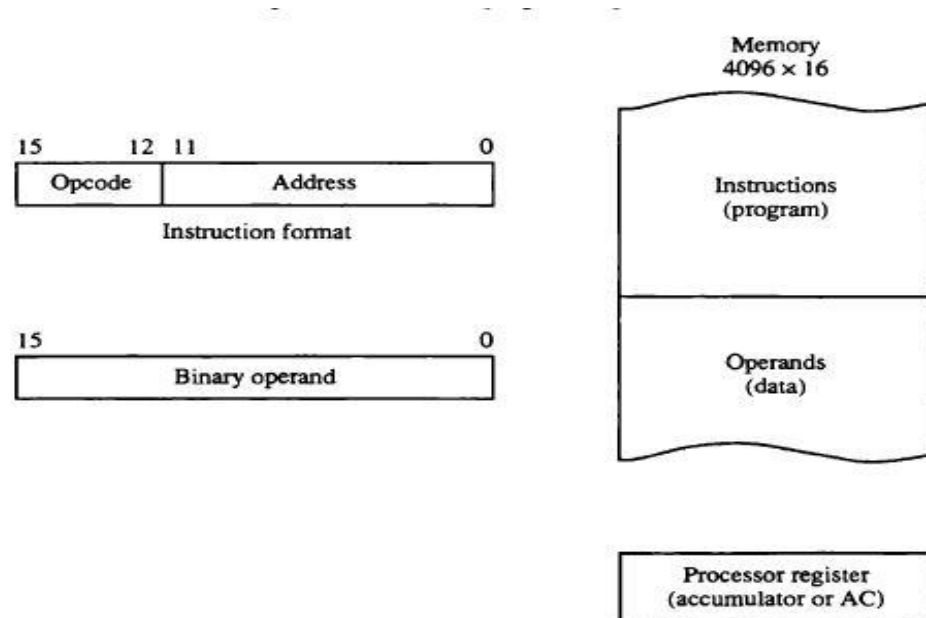 15 12 11 0
Opcode Address
Instruction format
15 0
Binary operand
Memory
4096 × 16
Instructions
(program)
Operands
(data)
Processor register
(accumulator or AC)